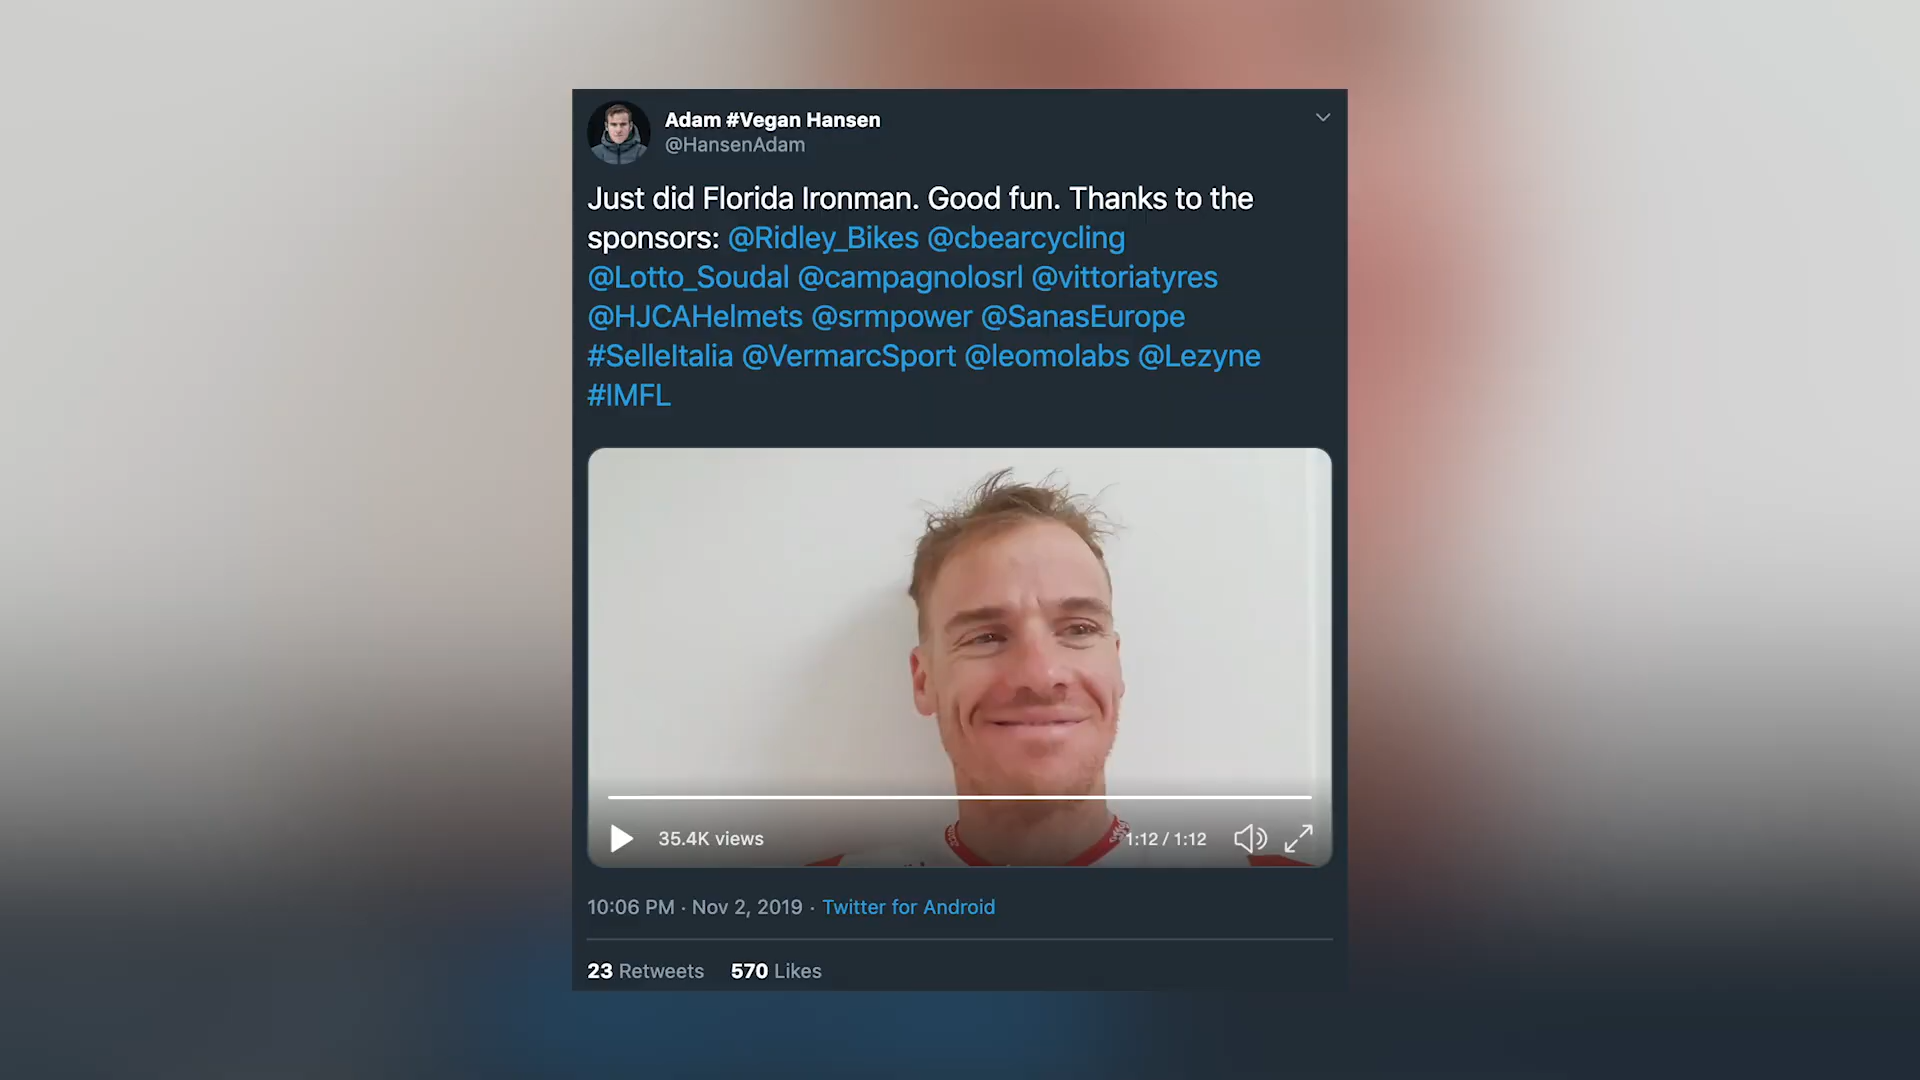 Adam #Vegan Hansen
@HansenAdam
Just did Florida Ironman. Good fun. Thanks to the
sponsors: @Ridley_Bikes @cbearcycling
@Lotto_Soudal @campagnolosrl @vittoriatyres
@HJCAHelmets @srmpower @SanasEurope
#SelleItalia @VermarcSport @leomolabs @Lezyne
#IMFL
35.4K views
1:12 / 1:12
10:06 PM · Nov 2, 2019 · Twitter for Android
23 Retweets 570 Likes